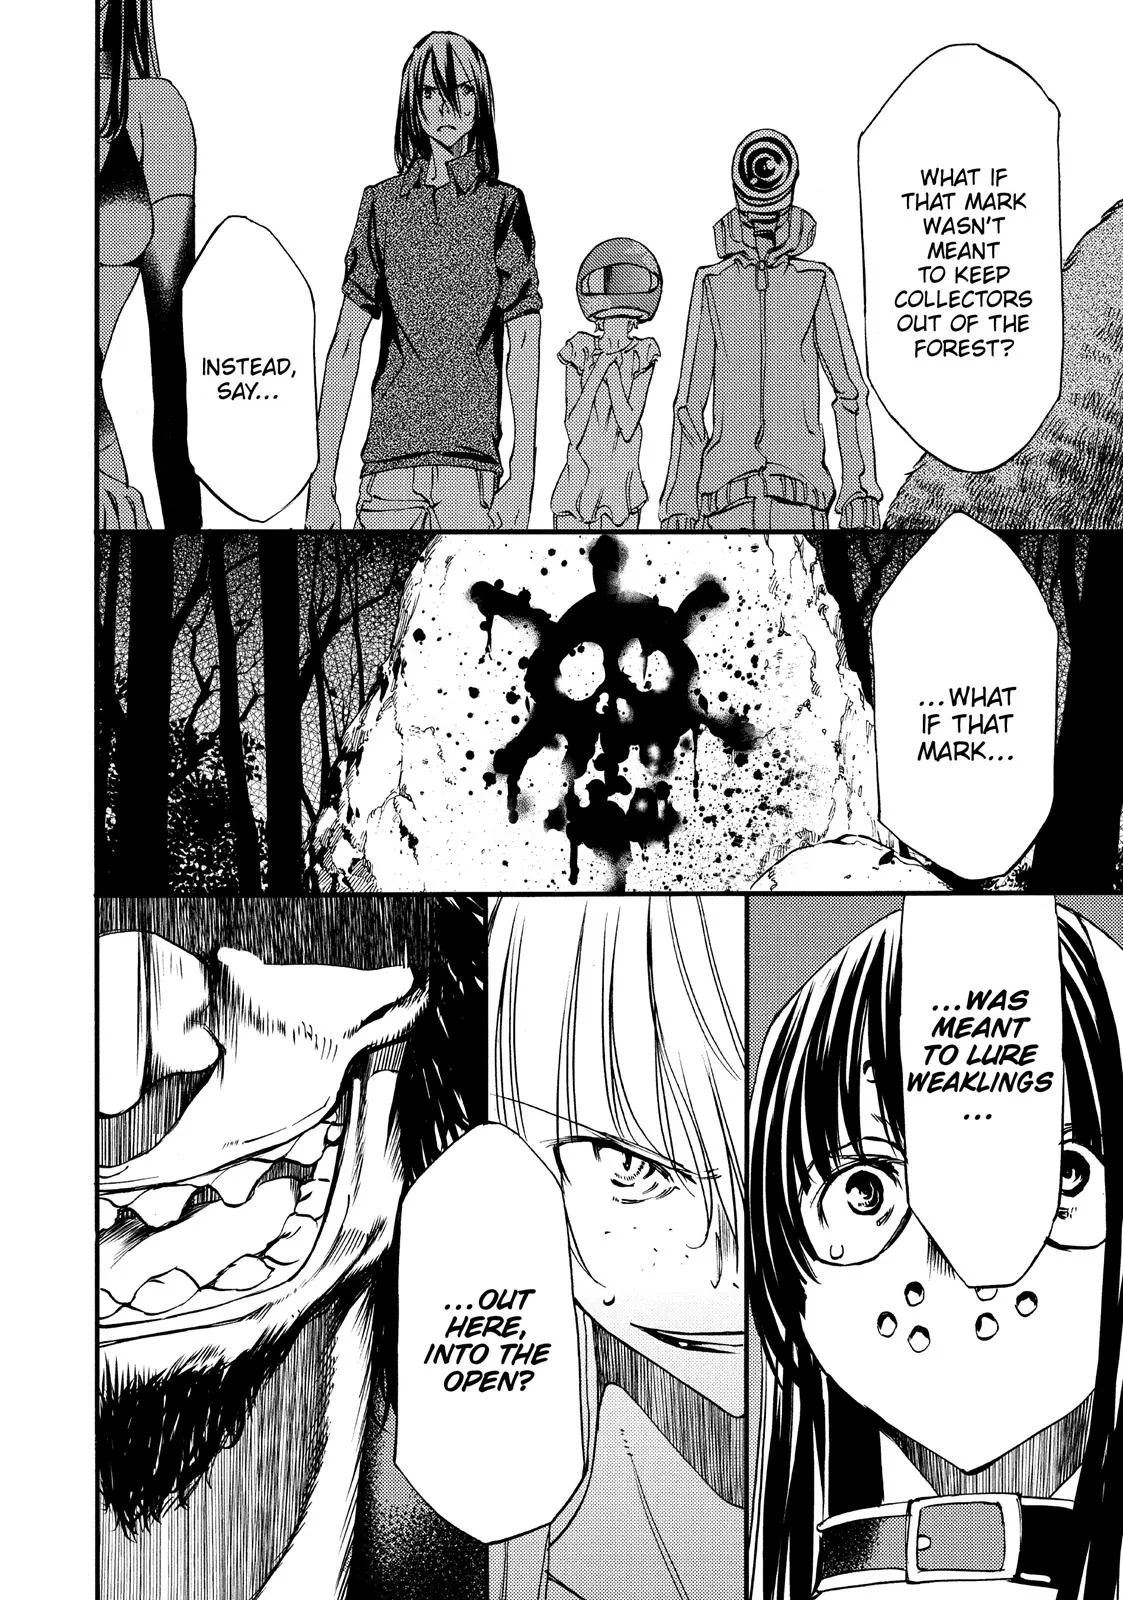 WHAT IF
THAT MARK
WASN'T
MEANT
TO KEEP
COLLECTORS
OUT OF THE
FOREST?
INSTEAD,
SAY...
...WHAT
IF THAT
MARK...
...WAS
MEANT
TO LURE
WEAKLINGS
...
...OUT
HERE,
INTO THE
OPEN?